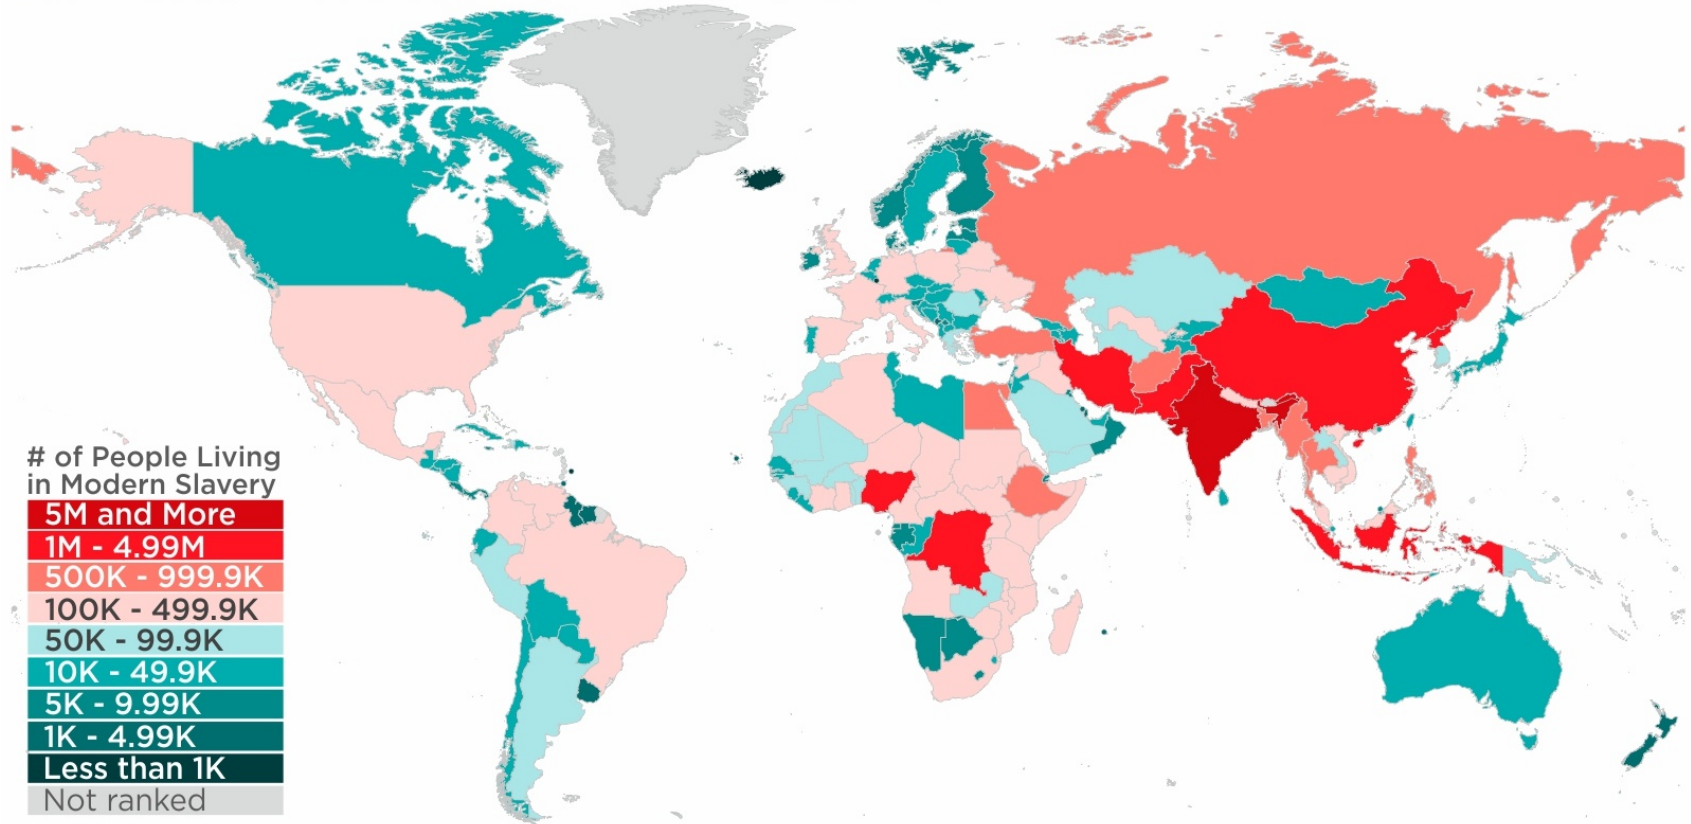 # of People Living
in Modern Slavery
5M and More
1M - 4.99M
500K - 999.9K
100K - 499.9K
50K - 99.9K
10K - 49.9K
5K - 9.99K
1K - 4.99K
Less than 1K
Not ranked